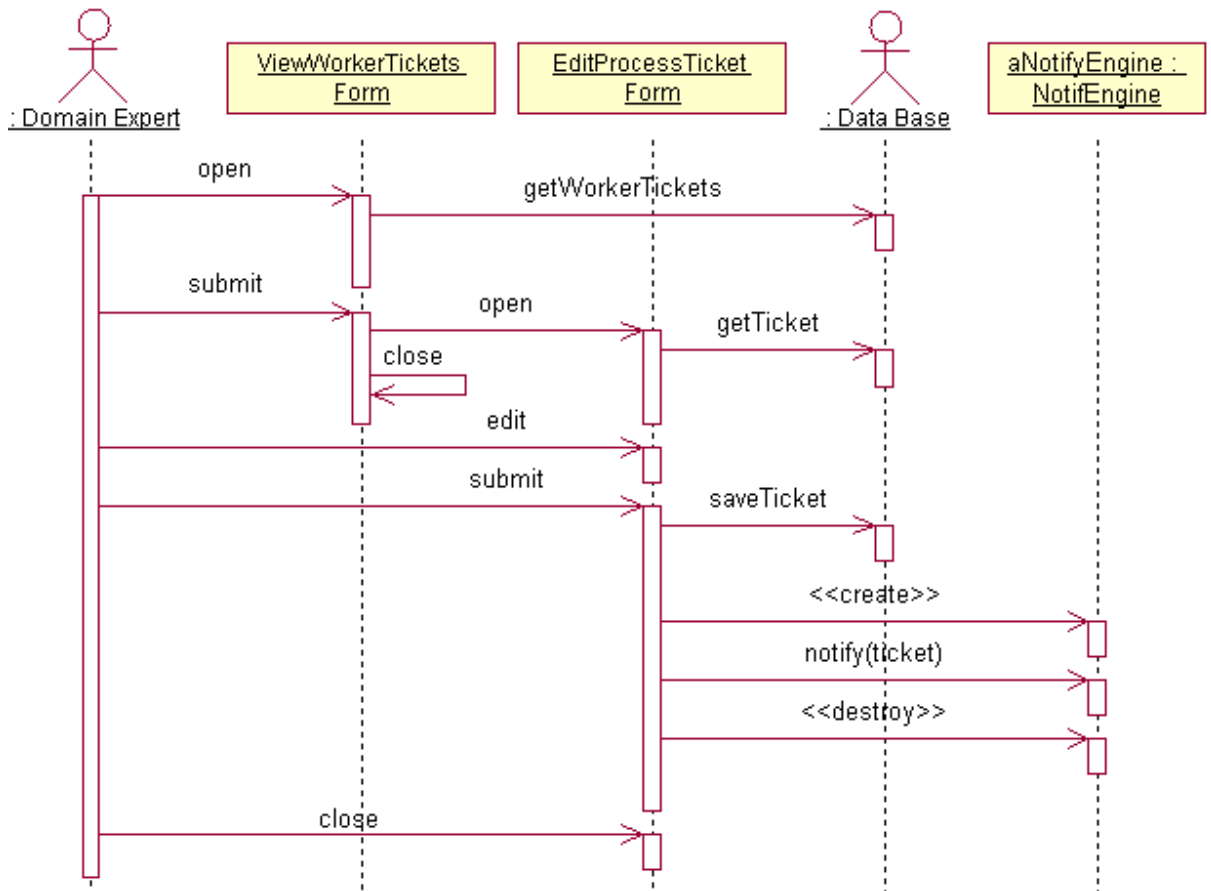 ViewWorkerTickets
Form
EditProcessTicket
Form
aNotifyEngine :
NotifEngine
: Domain Expert
: Data Base
open
getWorkerTickets
submit
open
getTicket
close
edit
submit
saveTicket
<<create>>
notify(ticket)
<<destroy>>
close